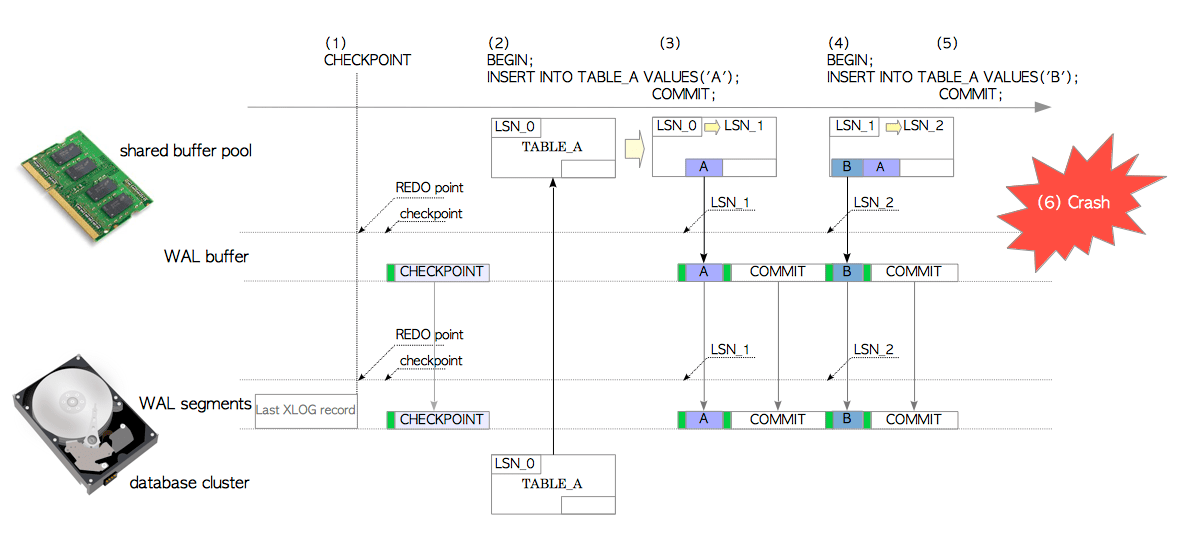 (1)
CHECKPOINT
(2)
BEGIN;
INSERT INTO TABLE_A VALUES('A');
(3)
COMMIT;
(4)
BEGIN;
INSERT INTO TABLE_A VALUES('B');
(5)
COMMIT;
shared buffer pool
LSN_0
TABLE_A
LSN_0
LSN_1
A
LSN_1
LSN_2
B
A
(6) Crash
REDO point
checkpoint
LSN_1
LSN_2
WAL buffer
CHECKPOINT
A
COMMIT
B
COMMIT
REDO point
checkpoint
LSN_1
LSN_2
WAL segments
Last XLOG record
CHECKPOINT
A
COMMIT
B
COMMIT
database cluster
LSN_0
TABLE_A